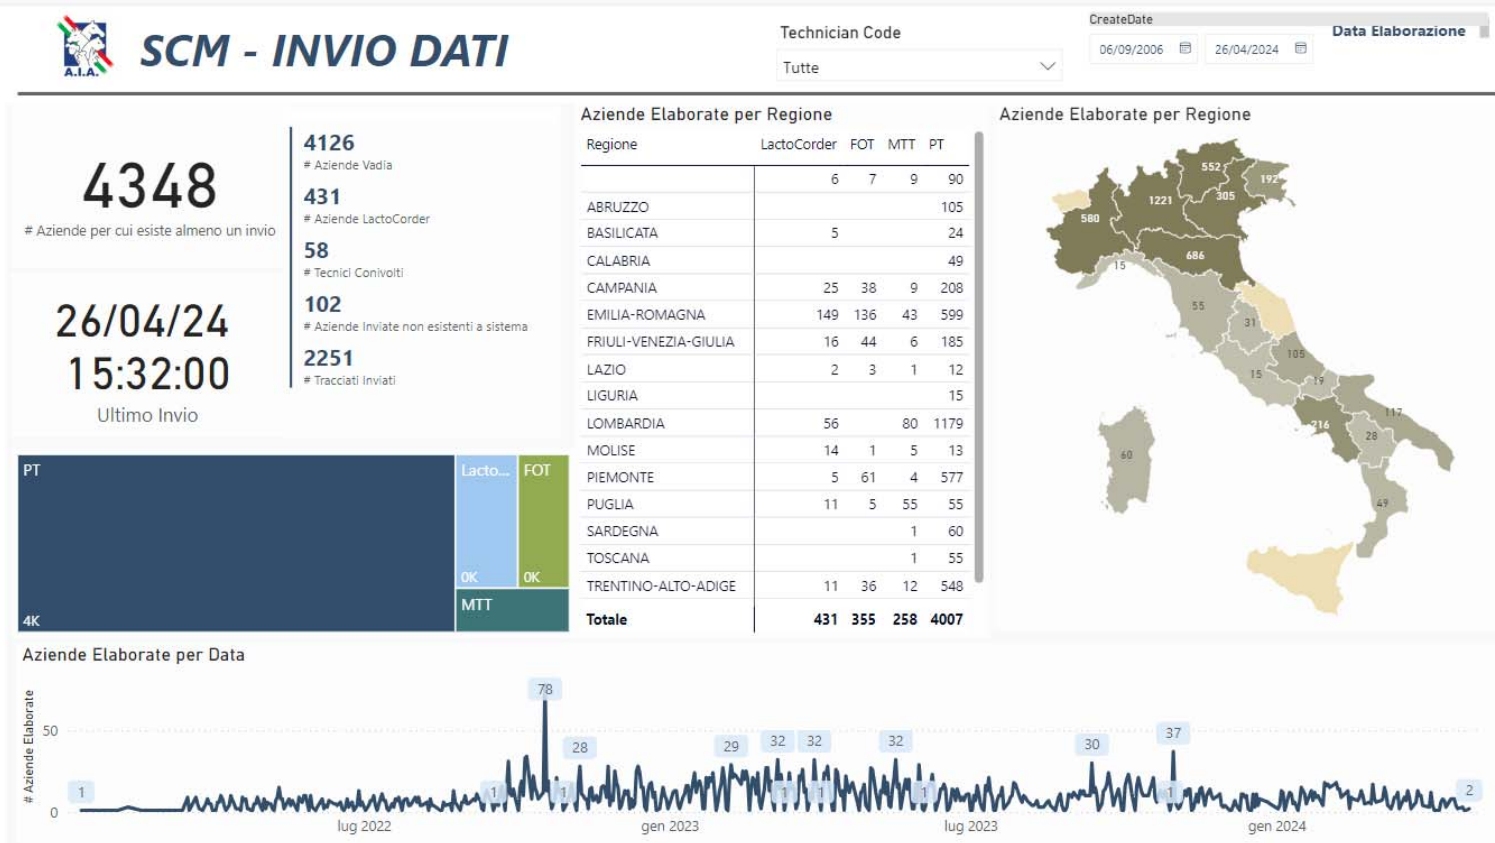 A.I.A.
SCM - INVIO DATI
Technician Code
Tutte
CreateDate
06/09/2006
26/04/2024
Data Elaborazione
4348
# Aziende per cui esiste almeno un invio
26/04/24
15:32:00
Ultimo Invio
4126
# Aziende Vadia
431
# Aziende LactoCorder
58
# Tecnici Conivolti
102
# Aziende Inviate non esistenti a sistema
2251
# Tracciati Inviati
PT
4K
Lacto...
0K
FOT
0K
MTT
Aziende Elaborate per Regione
Regione LactoCorder FOT MTT PT
6 7 9 90
ABRUZZO 105
BASILICATA 5 24
CALABRIA 49
CAMPANIA 25 38 9 208
EMILIA-ROMAGNA 149 136 43 599
FRIULI-VENEZIA-GIULIA 16 44 6 185
LAZIO 2 3 1 12
LIGURIA 15
LOMBARDIA 56 80 1179
MOLISE 14 1 5 13
PIEMONTE 5 61 4 577
PUGLIA 11 5 55 55
SARDEGNA 1 60
TOSCANA 1 55
TRENTINO-ALTO-ADIGE 11 36 12 548
Totale 431 355 258 4007
Aziende Elaborate per Regione
552
192
305
1221
580
686
15
55
31
105
15
19
117
216
28
60
49
Aziende Elaborate per Data
# Aziende Elaborate
50
0
1
1
78
1
28
29
32
1
32
1
32
1
30
37
1
2
lug 2022
gen 2023
lug 2023
gen 2024